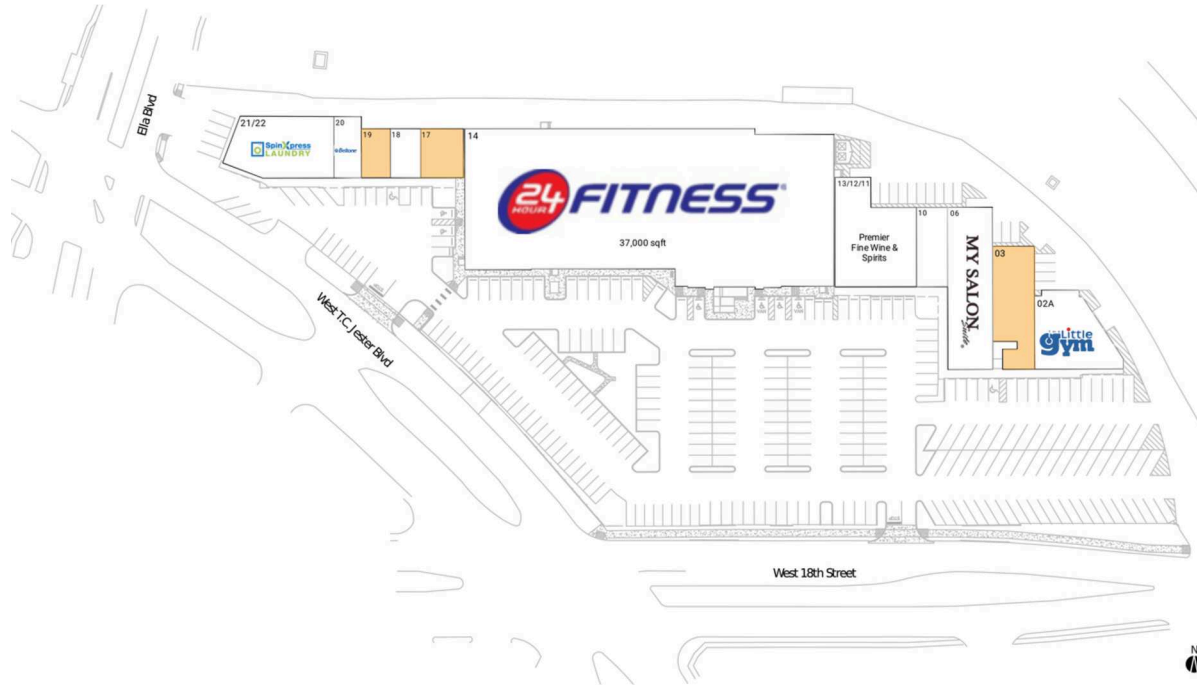 Ella Blvd
21/22
SpinXpress
LAUNDRY
20
19
18
17
14
24
HOUR
FITNESS
37,000 sqft
13/12/11
Premier
Fine Wine &
Spirits
10
06
MY SALON
Suite
03
02A
Little
gym
West T.C. Jester Blvd
West 18th Street
N